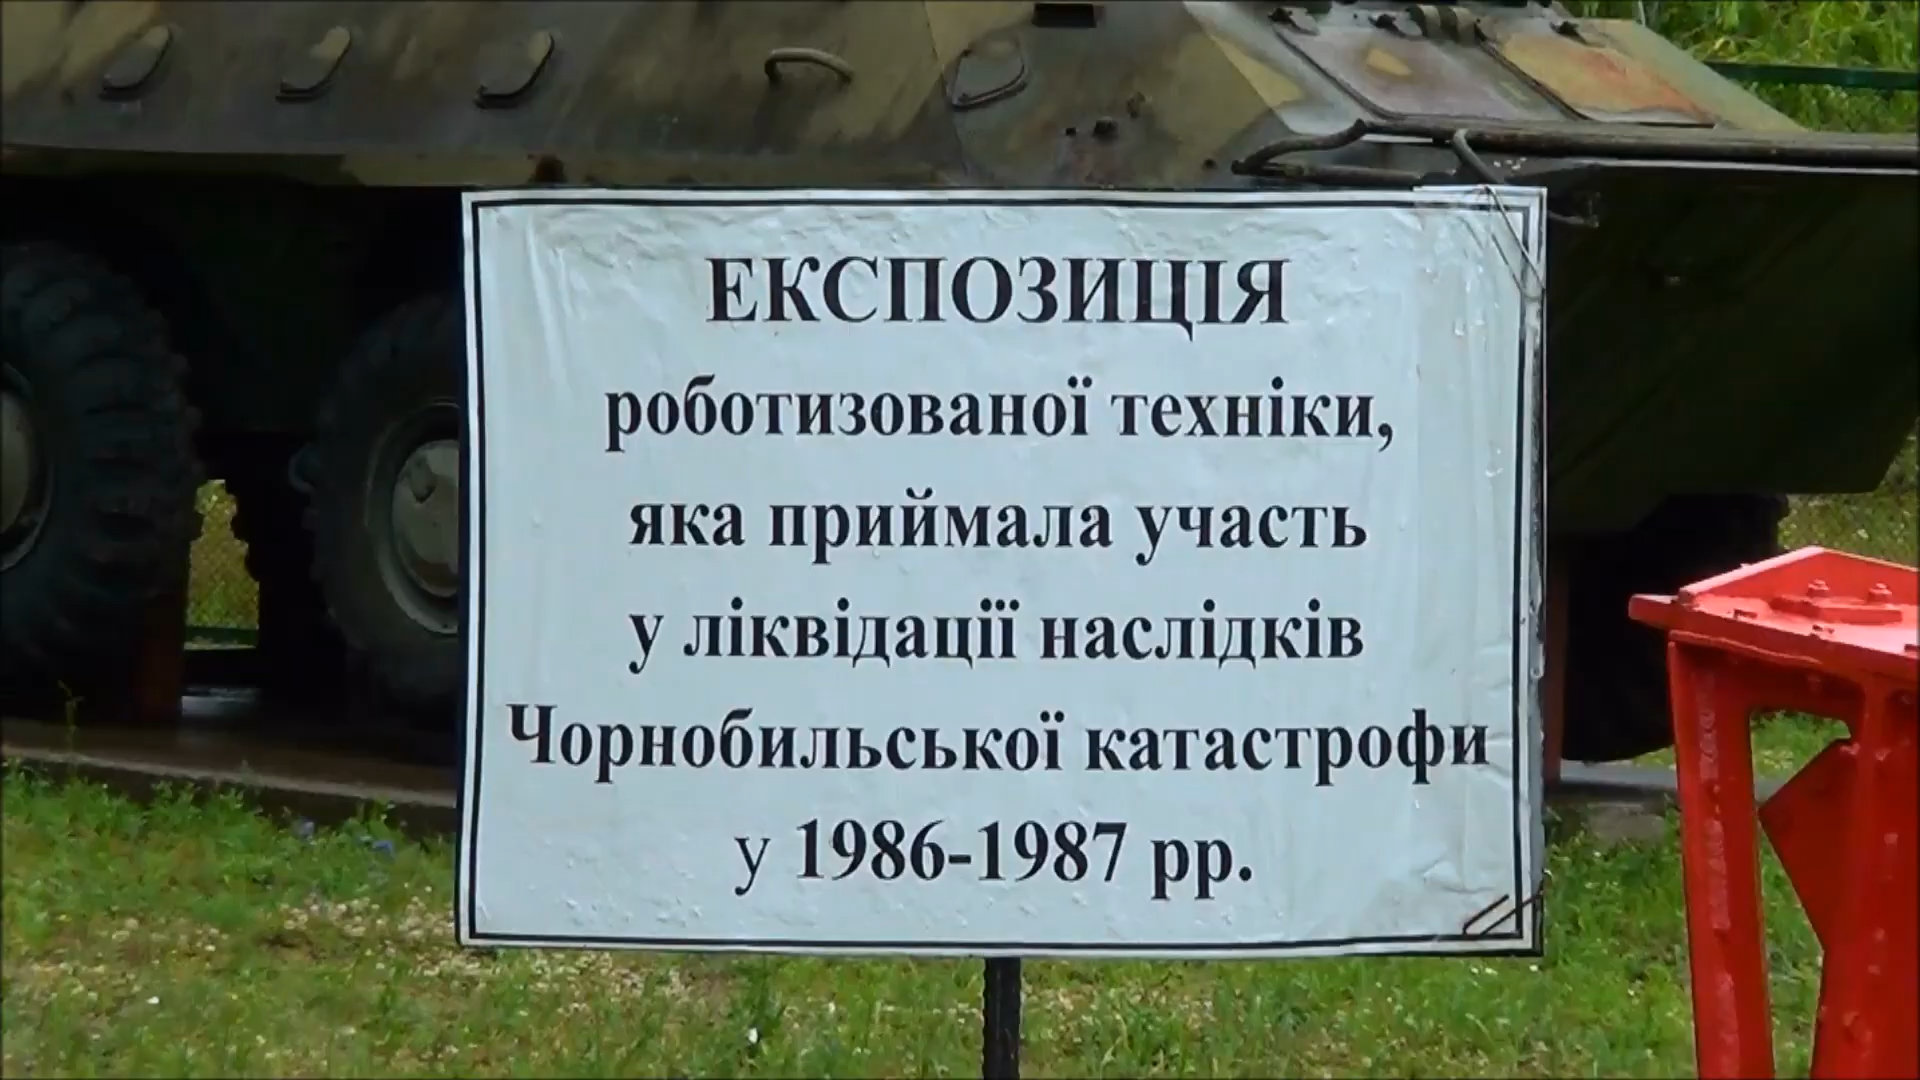 ЕКСПОЗИЦІЯ
роботизованої техніки,
яка приймала участь
у ліквідації наслідків
Чорнобильської катастрофи
у 1986-1987 рр.